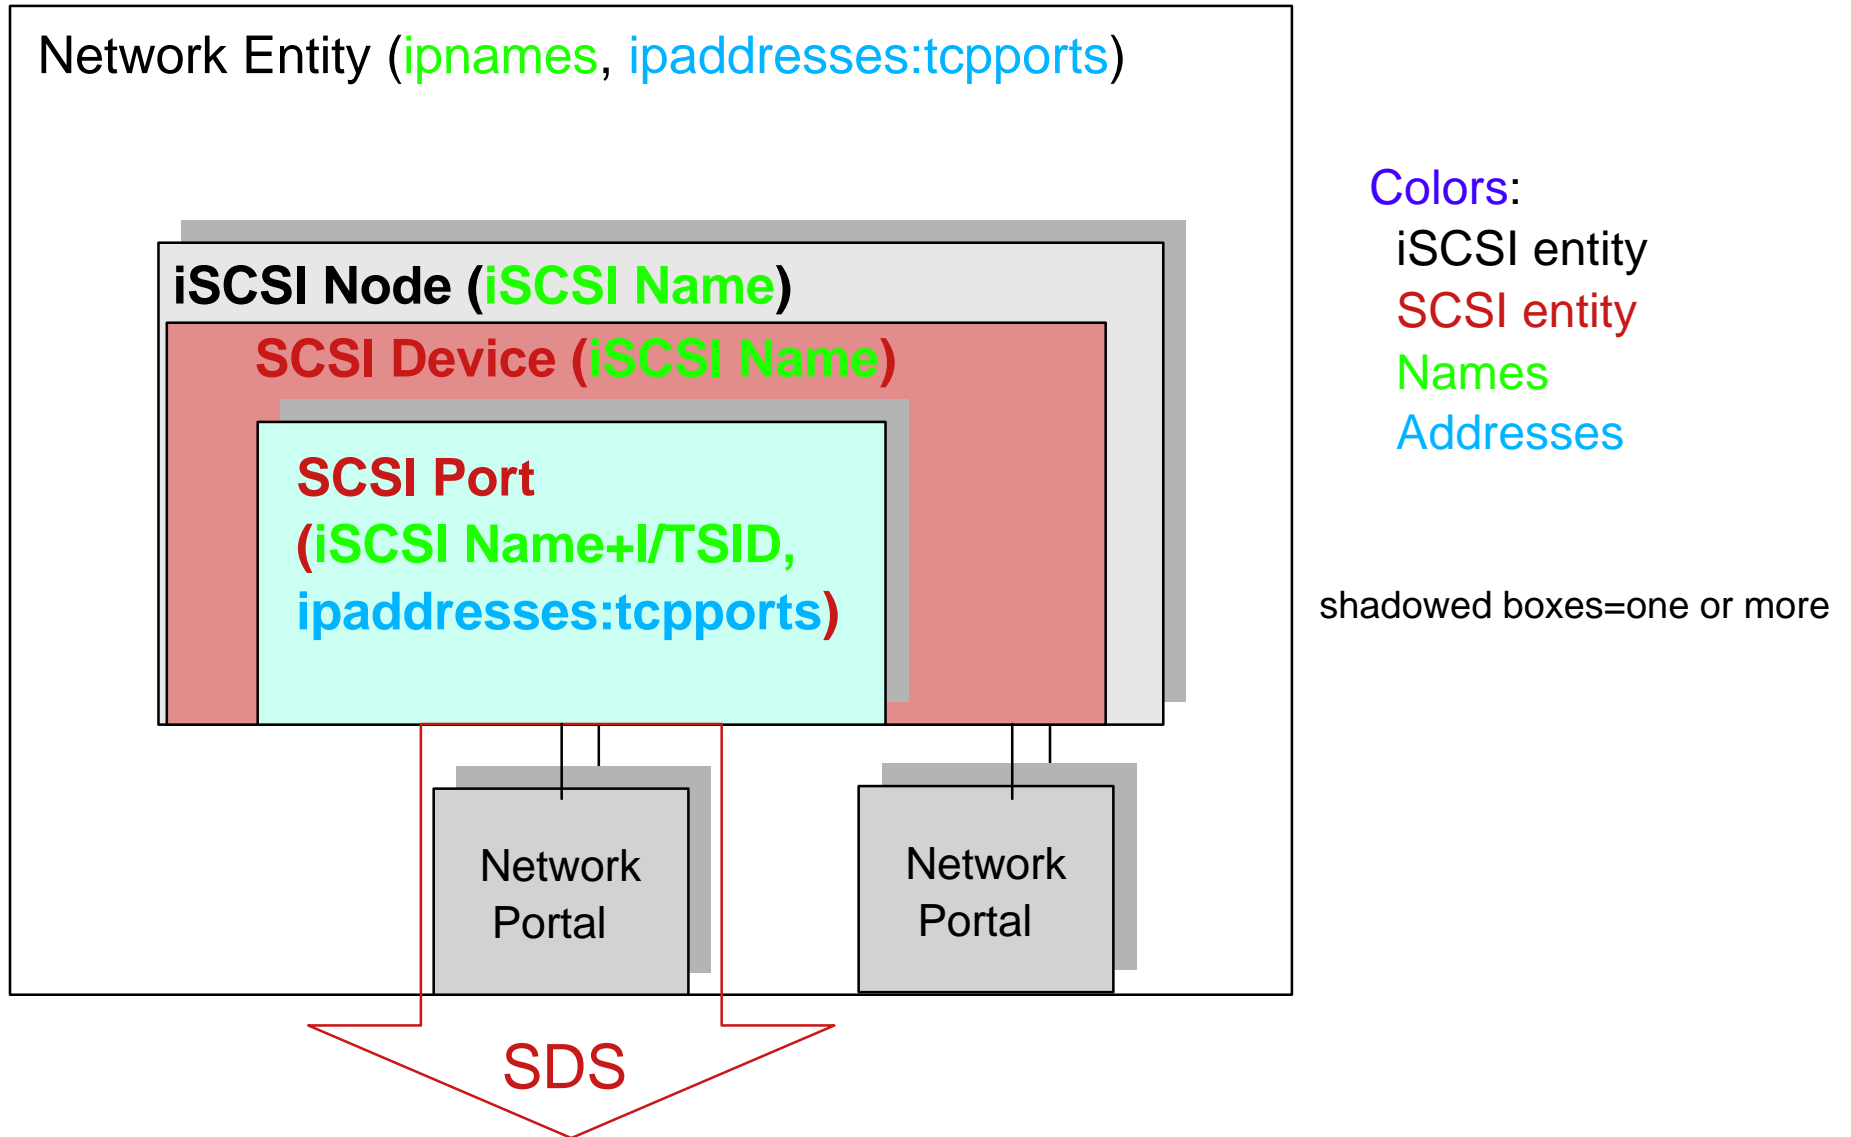 Network Entity (ipnames, ipaddresses:tcpports)
iSCSI Node (iSCSI Name)
SCSI Device (iSCSI Name)
SCSI Port
(iSCSI Name+I/TSID,
ipaddresses:tcpports)
Network
Portal
Network
Portal
SDS
Colors:
iSCSI entity
SCSI entity
Names
Addresses
shadowed boxes=one or more